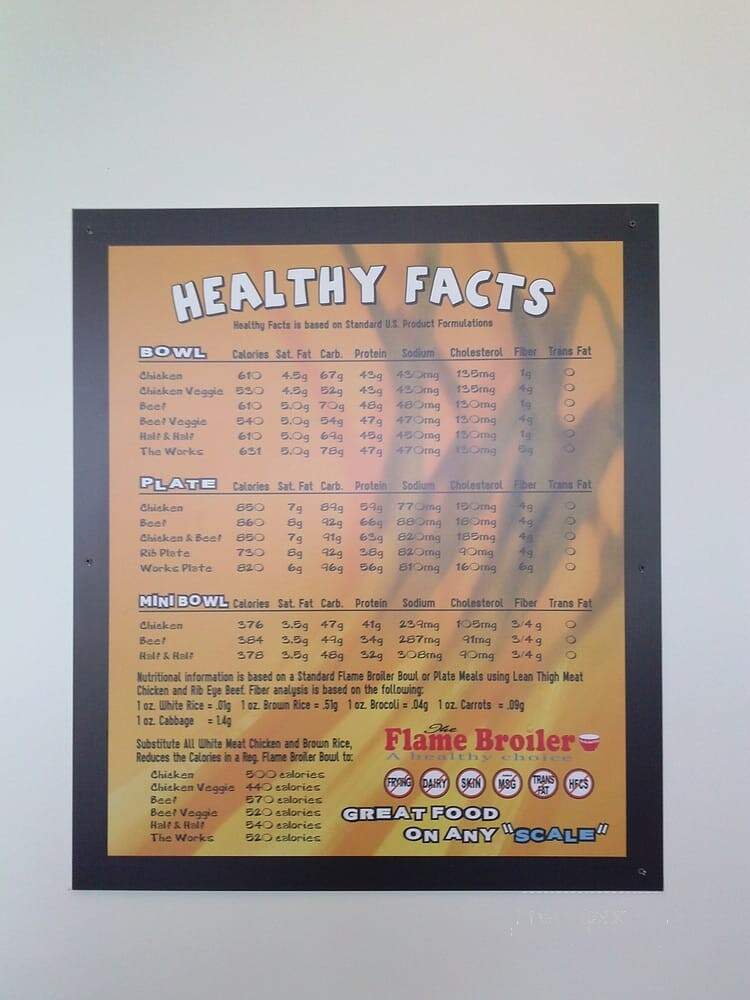 HEALTHY FACTS
Healthy Facts is based on Standard U.S. Product Formulations
BOWL Calories Sat. Fat Carb. Protein Sodium Cholesterol Fiber Trans Fat
Chicken 610 4.5g 67g 43g 430mg 135mg 1g 0
Chicken Veggie 530 4.5g 52g 43g 430mg 135mg 4g 0
Beef 610 5.0g 70g 48g 480mg 130mg 1g 0
Beef Veggie 540 5.0g 54g 47g 470mg 130mg 4g 0
Half & Half 610 5.0g 69g 45g 450mg 130mg 1g 0
The Works 631 5.0g 78g 47g 470mg 130mg 5g 0
PLATE Calories Sat. Fat Carb. Protein Sodium Cholesterol Fiber Trans Fat
Chicken 850 7g 89g 59g 770mg 150mg 4g 0
Beef 860 8g 92g 66g 880mg 180mg 4g 0
Chicken & Beef 850 7g 91g 63g 820mg 185mg 4g 0
Rib Plate 730 8g 92g 38g 820mg 90mg 4g 0
Works Plate 820 6g 96g 56g 810mg 160mg 6g 0
MINI BOWL Calories Sat. Fat Carb. Protein Sodium Cholesterol Fiber Trans Fat
Chicken 376 3.5g 47g 41g 239mg 105mg 3/4 g 0
Beef 384 3.5g 49g 34g 287mg 91mg 3/4 g 0
Half & Half 378 3.5g 48g 32g 308mg 90mg 3/4 g 0
Nutritional information is based on a Standard Flame Broiler Bowl or Plate Meals using Lean Thigh Meat
Chicken and Rib Eye Beef. Fiber analysis is based on the following:
1 oz. White Rice = .01g 1 oz. Brown Rice = .51g 1 oz. Brocoli = .04g 1 oz. Carrots = .09g
1 oz. Cabbage = 1.4g
Substitute All White Meat Chicken and Brown Rice,
Reduces the Calories in a Reg. Flame Broiler Bowl to:
Chicken 500 calories
Chicken Veggie 440 calories
Beef 570 calories
Beef Veggie 520 calories
Half & Half 540 calories
The Works 520 calories
The
Flame Broiler
A healthy choice
FRYING DAIRY SKIN MSG TRANS FAT HFCS
GREAT FOOD
ON ANY "SCALE"